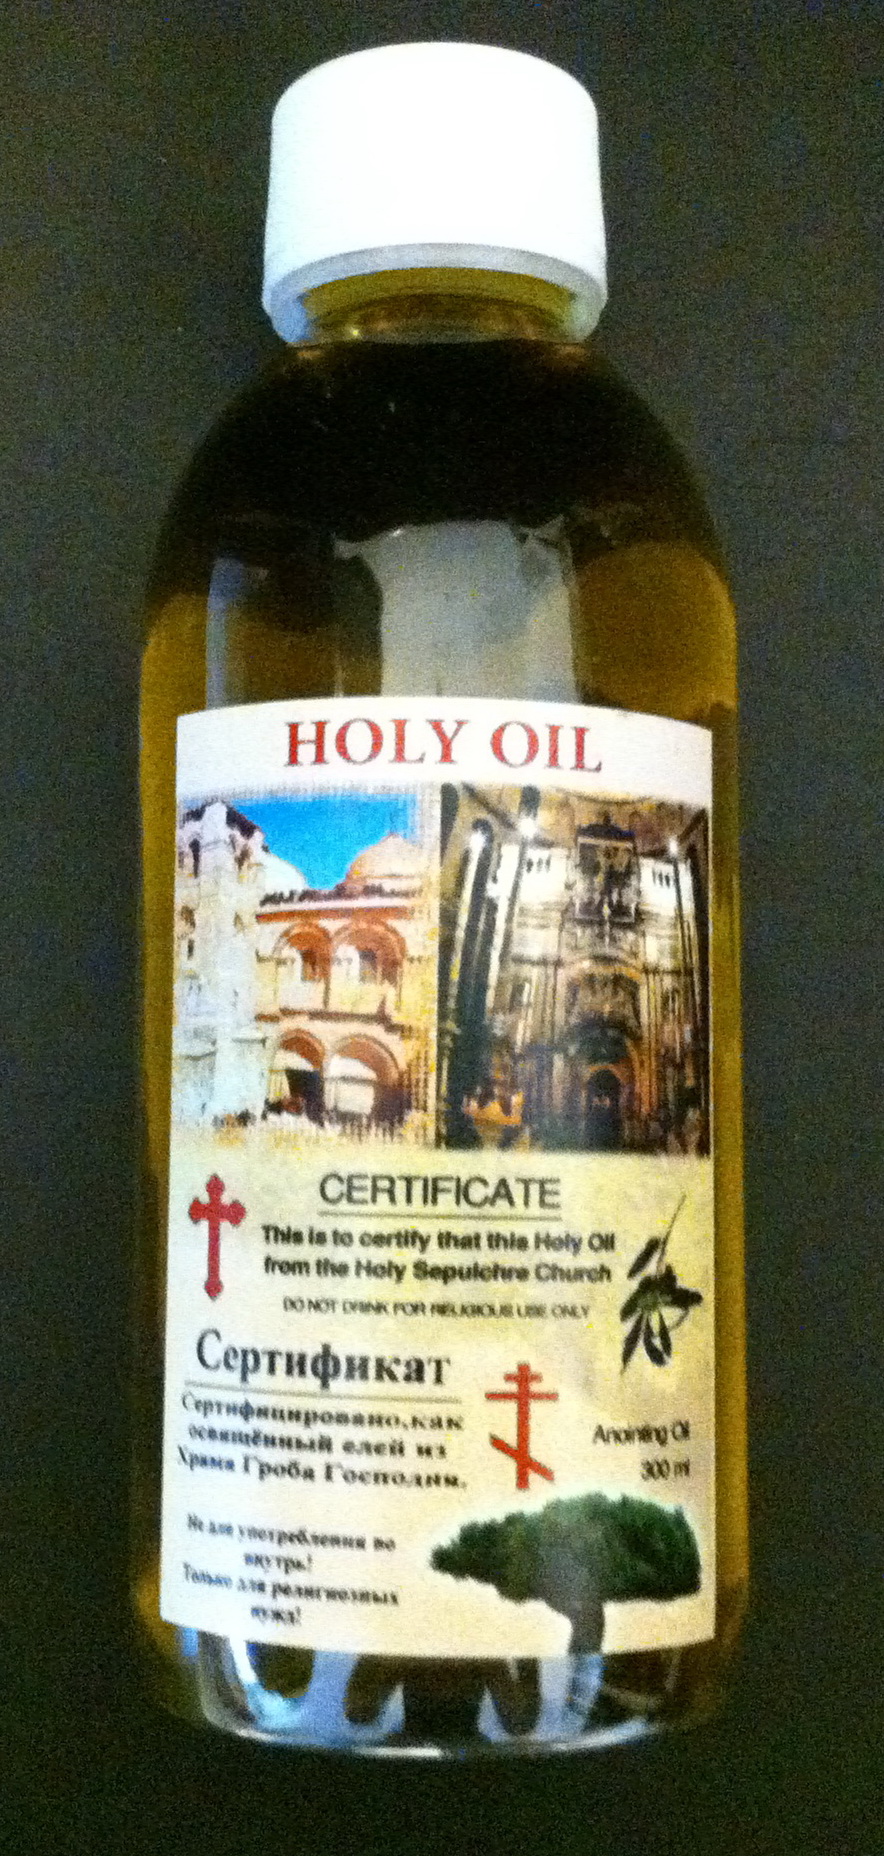 HOLY OIL
CERTIFICATE
This is to certify that this Holy Oil
from the Holy Sepulchre Church
DO NOT DRINK FOR RELIGIOUS USE ONLY
Сертификат
Сертифицировано,как
освящённый елей из
Храма Гроба Господня.
Anointing Oil
300 ml
Не для употребления во
внутрь!
Только для религиозных
нужд!